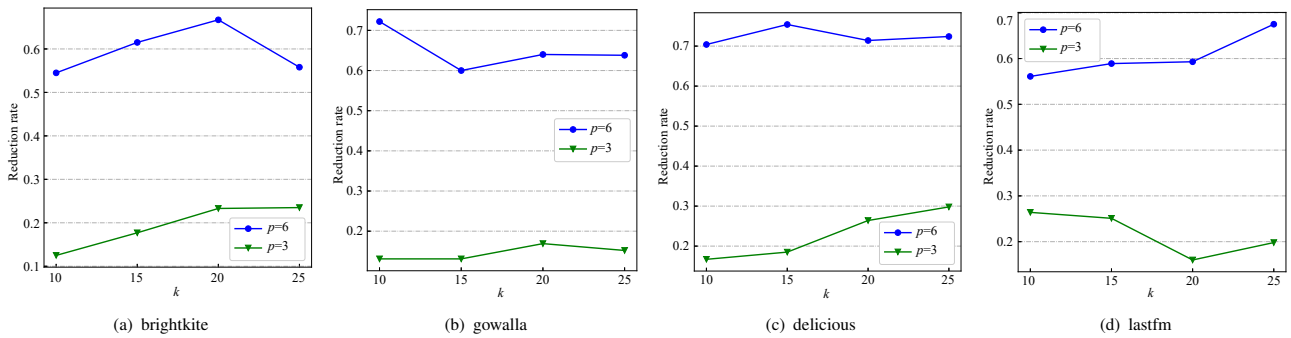 Reduction rate
0.6
0.5
0.4
0.3
0.2
0.1
p=6
p=3
10 15 20 25
k
(a) brightkite
Reduction rate
0.7
0.6
0.5
0.4
0.3
0.2
p=6
p=3
10 15 20 25
k
(b) gowalla
Reduction rate
0.7
0.6
0.5
0.4
0.3
0.2
p=6
p=3
10 15 20 25
k
(c) delicious
Reduction rate
0.7
0.6
0.5
0.4
0.3
0.2
p=6
p=3
10 15 20 25
k
(d) lastfm